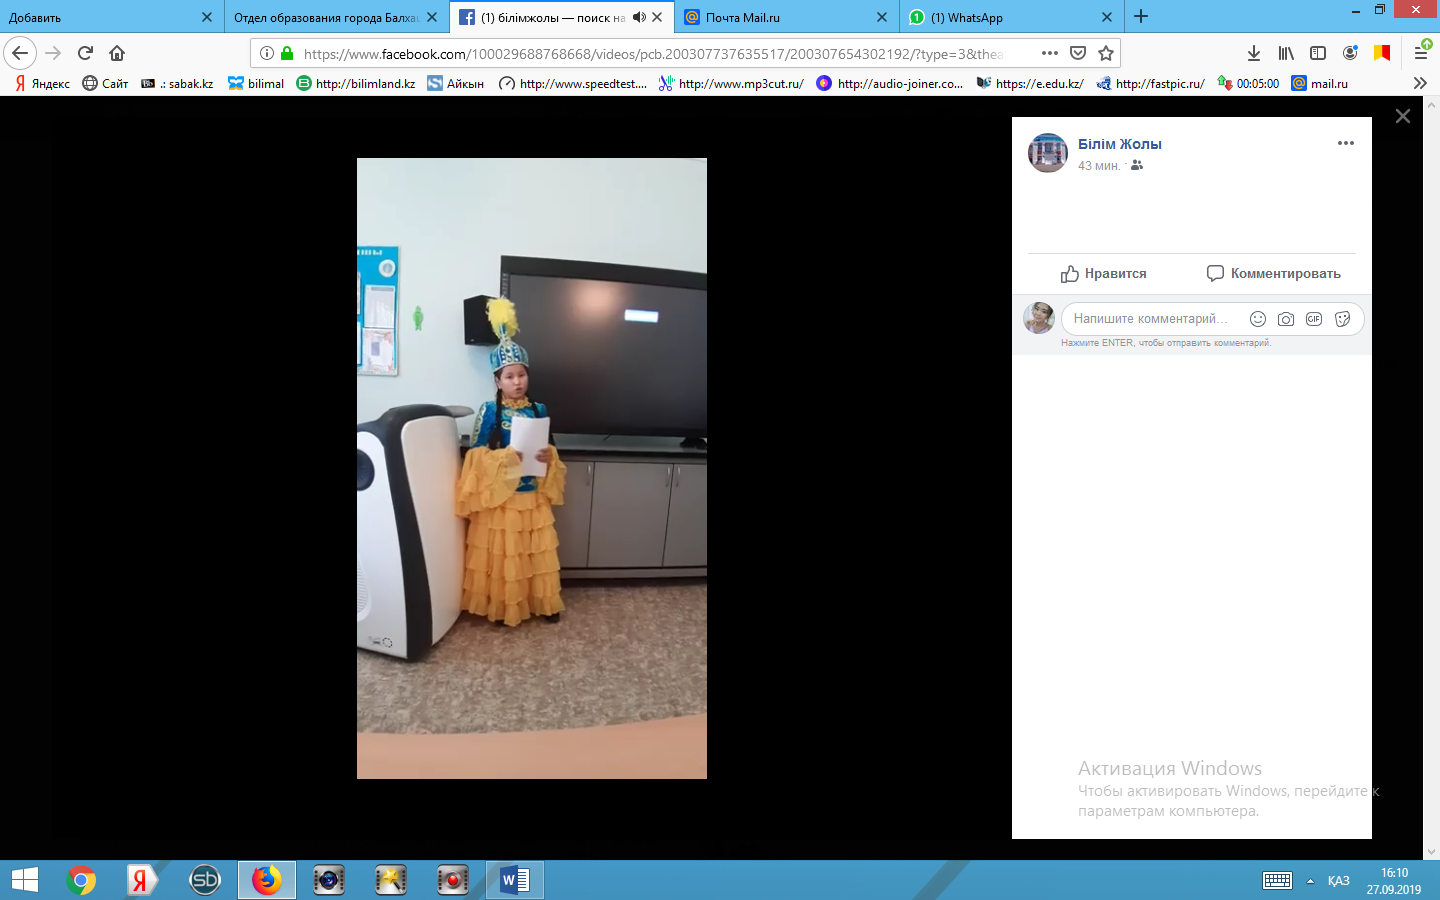 Добавить
Отдел образования города Балхаш
(1) білімжолы — поиск на
Почта Mail.ru
(1) WhatsApp
https://www.facebook.com/100029688768668/videos/pcb.200307737635517/200307654302192/?type=3&thea
Яндекс
Сайт
.: sabak.kz
bilimal
http://bilimland.kz
Айкын
http://www.speedtest....
http://www.mp3cut.ru/
http://audio-joiner.co...
https://e.edu.kz/
http://fastpic.ru/
00:05:00
mail.ru
Білім Жолы
43 мин. ·
Нравится
Комментировать
Напишите комментарий...
GIF
Нажмите ENTER, чтобы отправить комментарий.
Активация Windows
Чтобы активировать Windows, перейдите к
параметрам компьютера.
ҚАЗ
16:10
27.09.2019